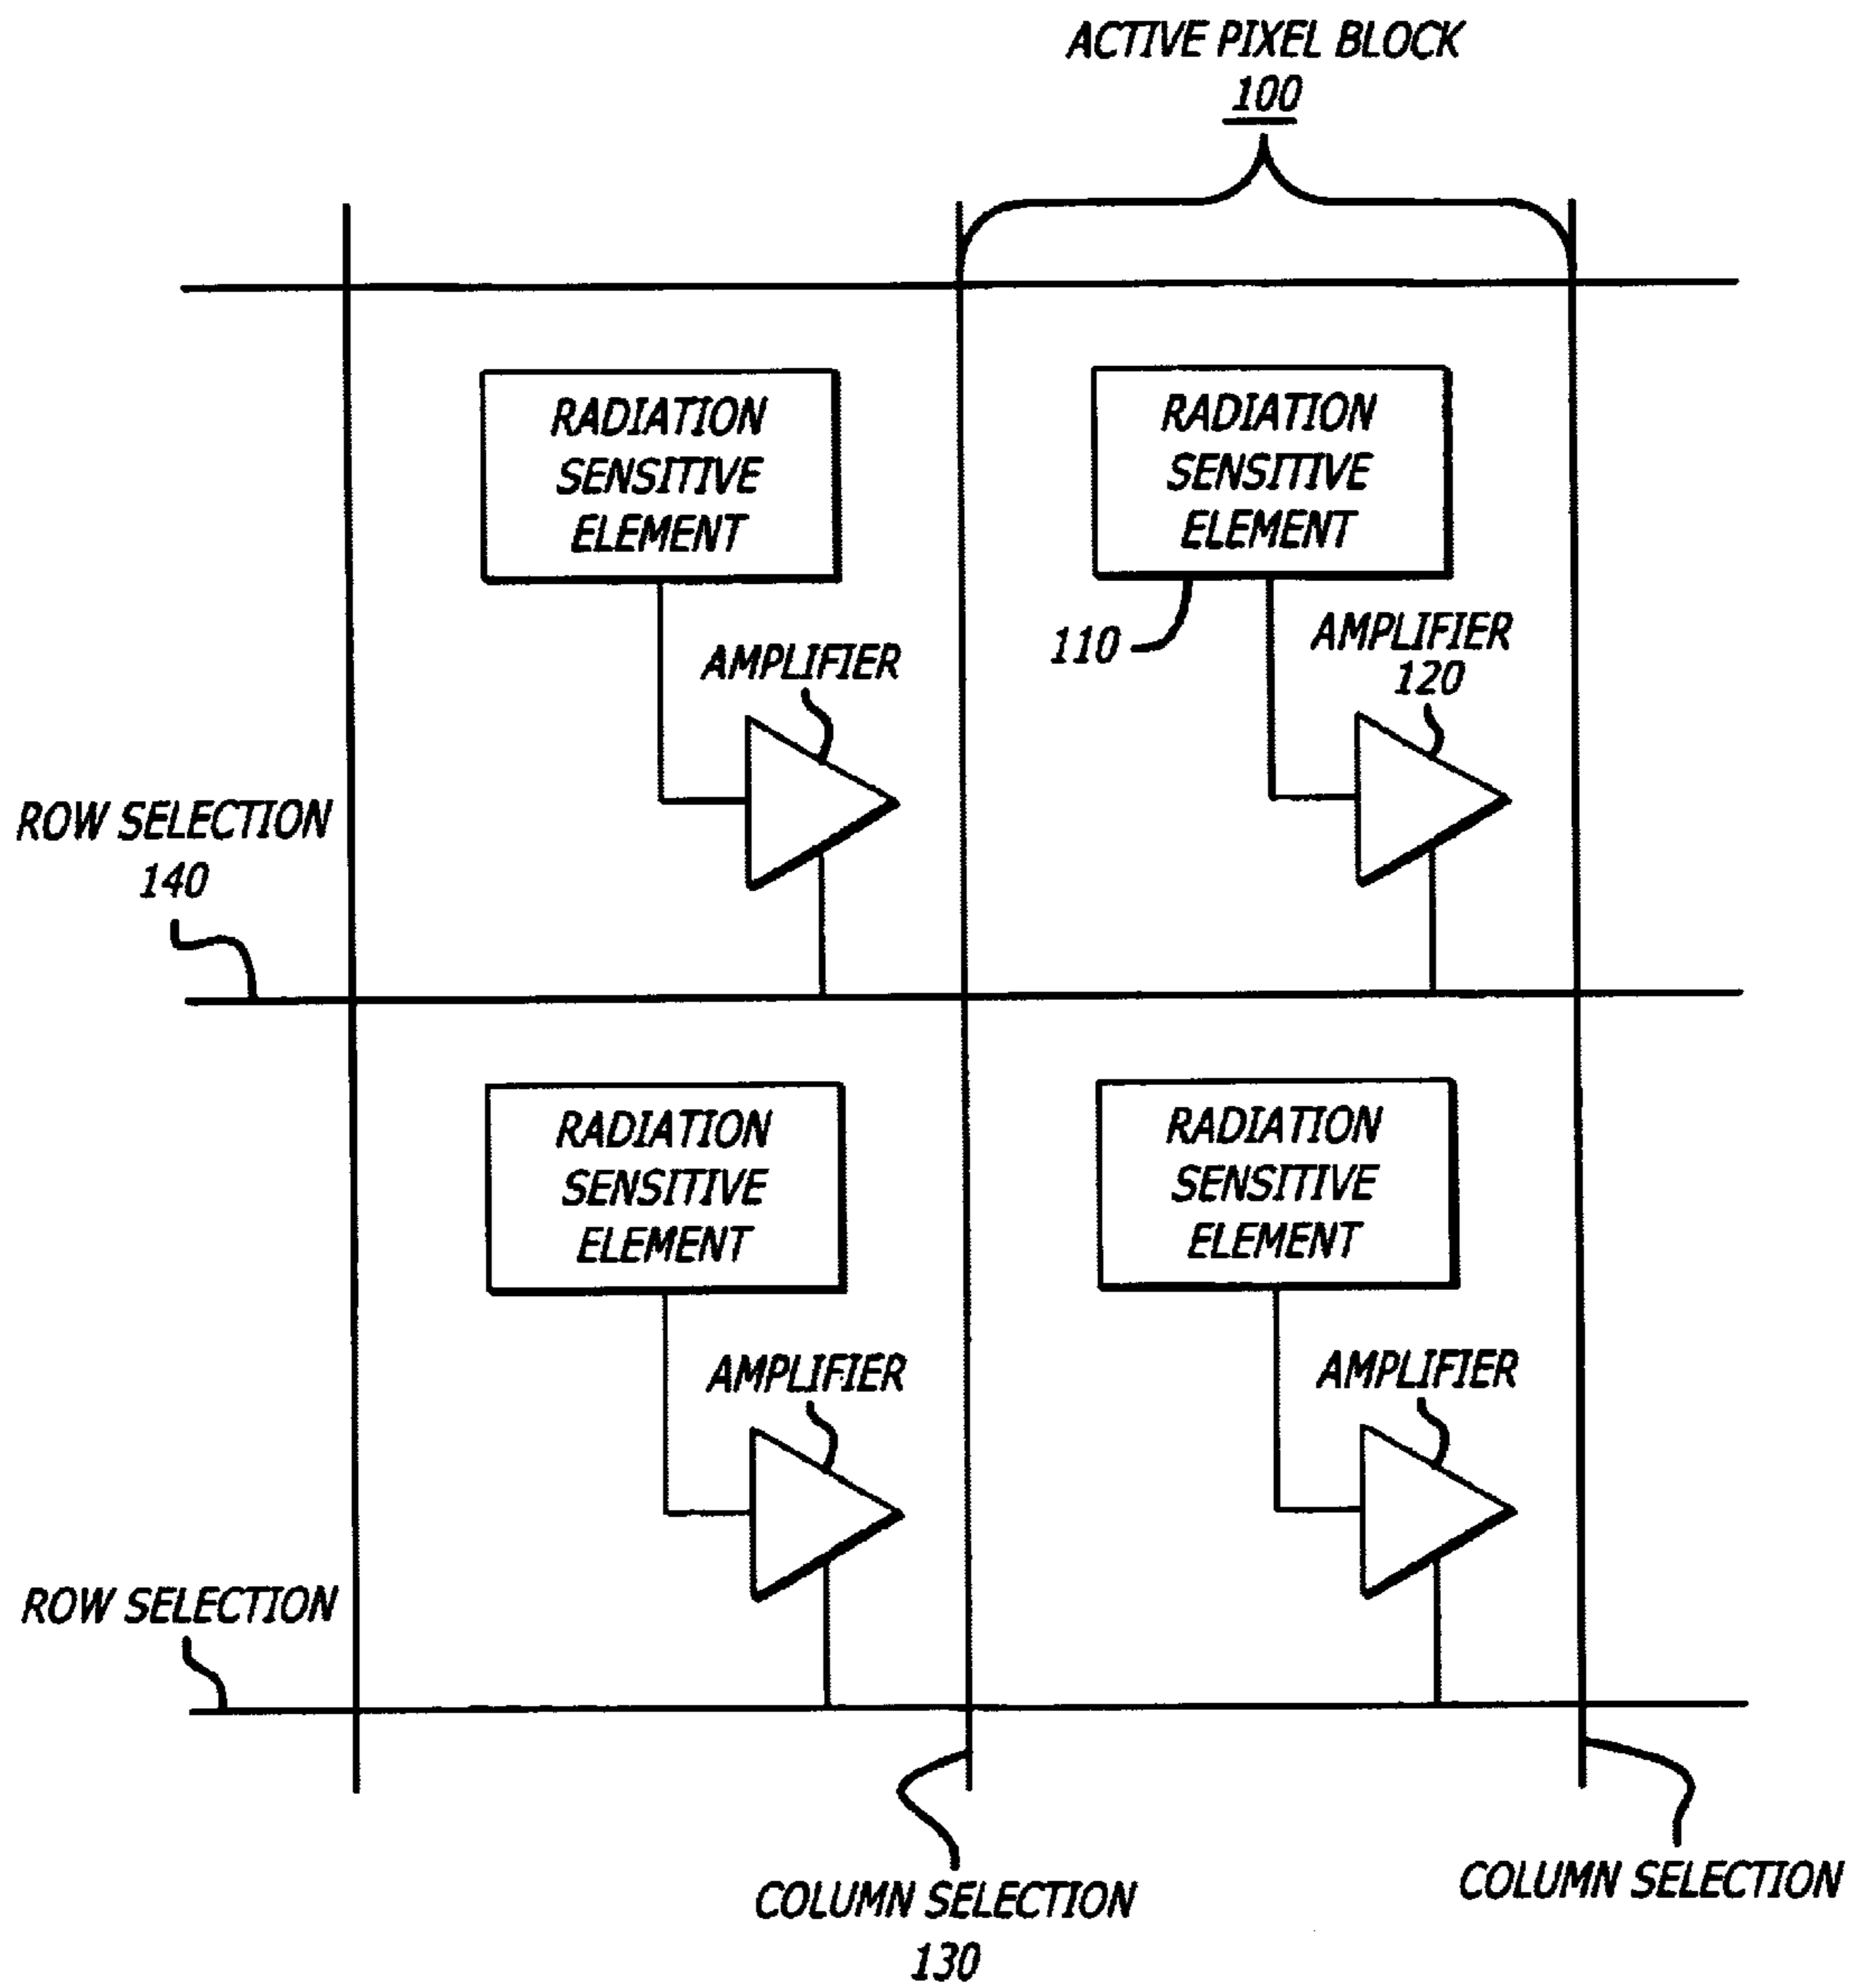 ACTIVE PIXEL BLOCK
100
RADIATION
SENSITIVE
ELEMENT
RADIATION
SENSITIVE
ELEMENT
110
AMPLIFIER
AMPLIFIER
120
ROW SELECTION
140
RADIATION
SENSITIVE
ELEMENT
RADIATION
SENSITIVE
ELEMENT
AMPLIFIER
AMPLIFIER
ROW SELECTION
COLUMN SELECTION
130
COLUMN SELECTION